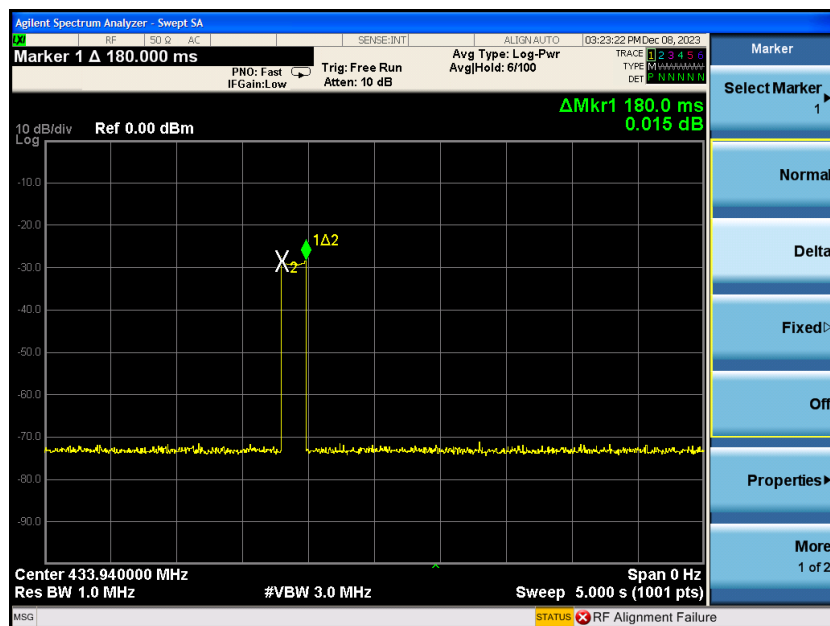 Agilent Spectrum Analyzer - Swept SA
LXI RF 50 Ω AC SENSE:INT ALIGN AUTO 03:23:22 PM Dec 08, 2023
Marker 1 Δ 180.000 ms
PNO: Fast
IFGain:Low
Trig: Free Run
Atten: 10 dB
Avg Type: Log-Pwr
Avg|Hold: 6/100
TRACE 1 2 3 4 5 6
TYPE M W W W W W
DET P N N N N N
ΔMkr1 180.0 ms
0.015 dB
10 dB/div Ref 0.00 dBm
Log
-10.0
-20.0
-30.0
-40.0
-50.0
-60.0
-70.0
-80.0
-90.0
1Δ2
X2
Center 433.940000 MHz Span 0 Hz
Res BW 1.0 MHz #VBW 3.0 MHz Sweep 5.000 s (1001 pts)
MSG STATUS RF Alignment Failure
Marker
Select Marker
1
Normal
Delta
Fixed
Off
Properties
More
1 of 2